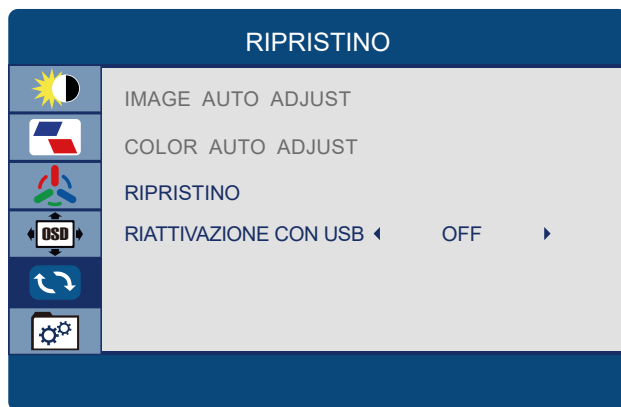 RIPRISTINO
IMAGE AUTO ADJUST
COLOR AUTO ADJUST
RIPRISTINO
RIATTIVAZIONE CON USB OFF
OSD